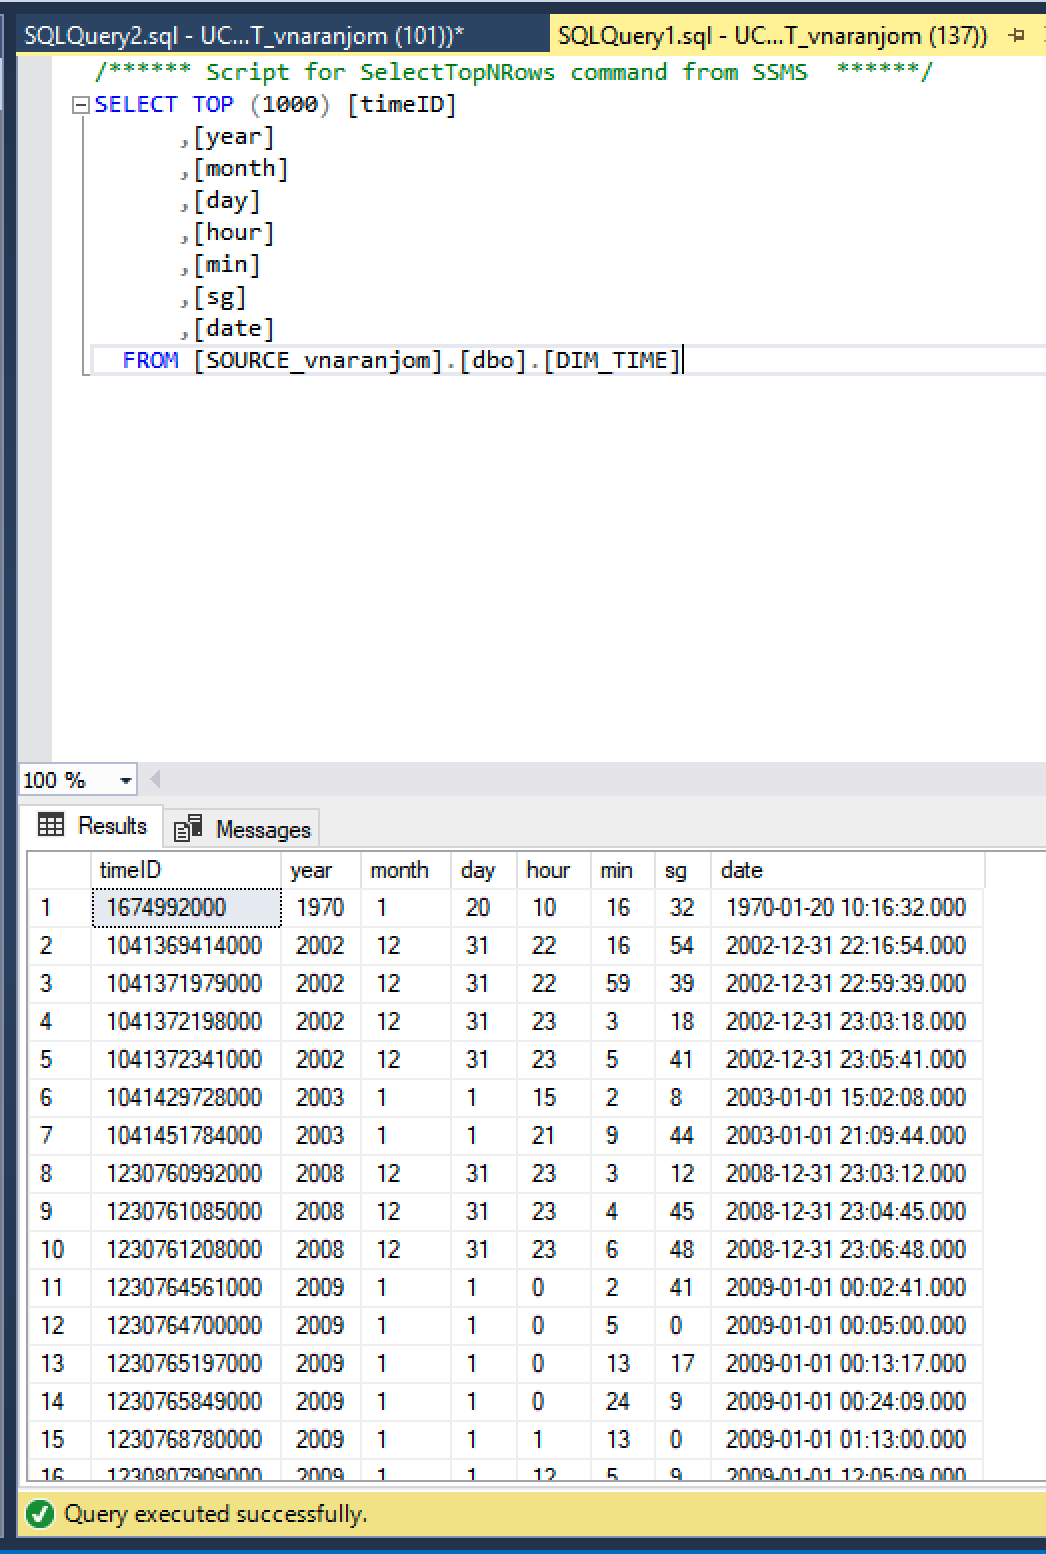 SQLQuery2.sql - UC...T_vnaranjom (101))* SQLQuery1.sql - UC...T_vnaranjom (137))
/****** Script for SelectTopNRows command from SSMS ******/
SELECT TOP (1000) [timeID]
,[year]
,[month]
,[day]
,[hour]
,[min]
,[sg]
,[date]
FROM [SOURCE_vnaranjom].[dbo].[DIM_TIME]
100 %
Results Messages
timeID year month day hour min sg date
1 1674992000 1970 1 20 10 16 32 1970-01-20 10:16:32.000
2 1041369414000 2002 12 31 22 16 54 2002-12-31 22:16:54.000
3 1041371979000 2002 12 31 22 59 39 2002-12-31 22:59:39.000
4 1041372198000 2002 12 31 23 3 18 2002-12-31 23:03:18.000
5 1041372341000 2002 12 31 23 5 41 2002-12-31 23:05:41.000
6 1041429728000 2003 1 1 15 2 8 2003-01-01 15:02:08.000
7 1041451784000 2003 1 1 21 9 44 2003-01-01 21:09:44.000
8 1230760992000 2008 12 31 23 3 12 2008-12-31 23:03:12.000
9 1230761085000 2008 12 31 23 4 45 2008-12-31 23:04:45.000
10 1230761208000 2008 12 31 23 6 48 2008-12-31 23:06:48.000
11 1230764561000 2009 1 1 0 2 41 2009-01-01 00:02:41.000
12 1230764700000 2009 1 1 0 5 0 2009-01-01 00:05:00.000
13 1230765197000 2009 1 1 0 13 17 2009-01-01 00:13:17.000
14 1230765849000 2009 1 1 0 24 9 2009-01-01 00:24:09.000
15 1230768780000 2009 1 1 1 13 0 2009-01-01 01:13:00.000
16 1230807909000 2009 1 1 12 5 9 2009-01-01 12:05:09.000
Query executed successfully.